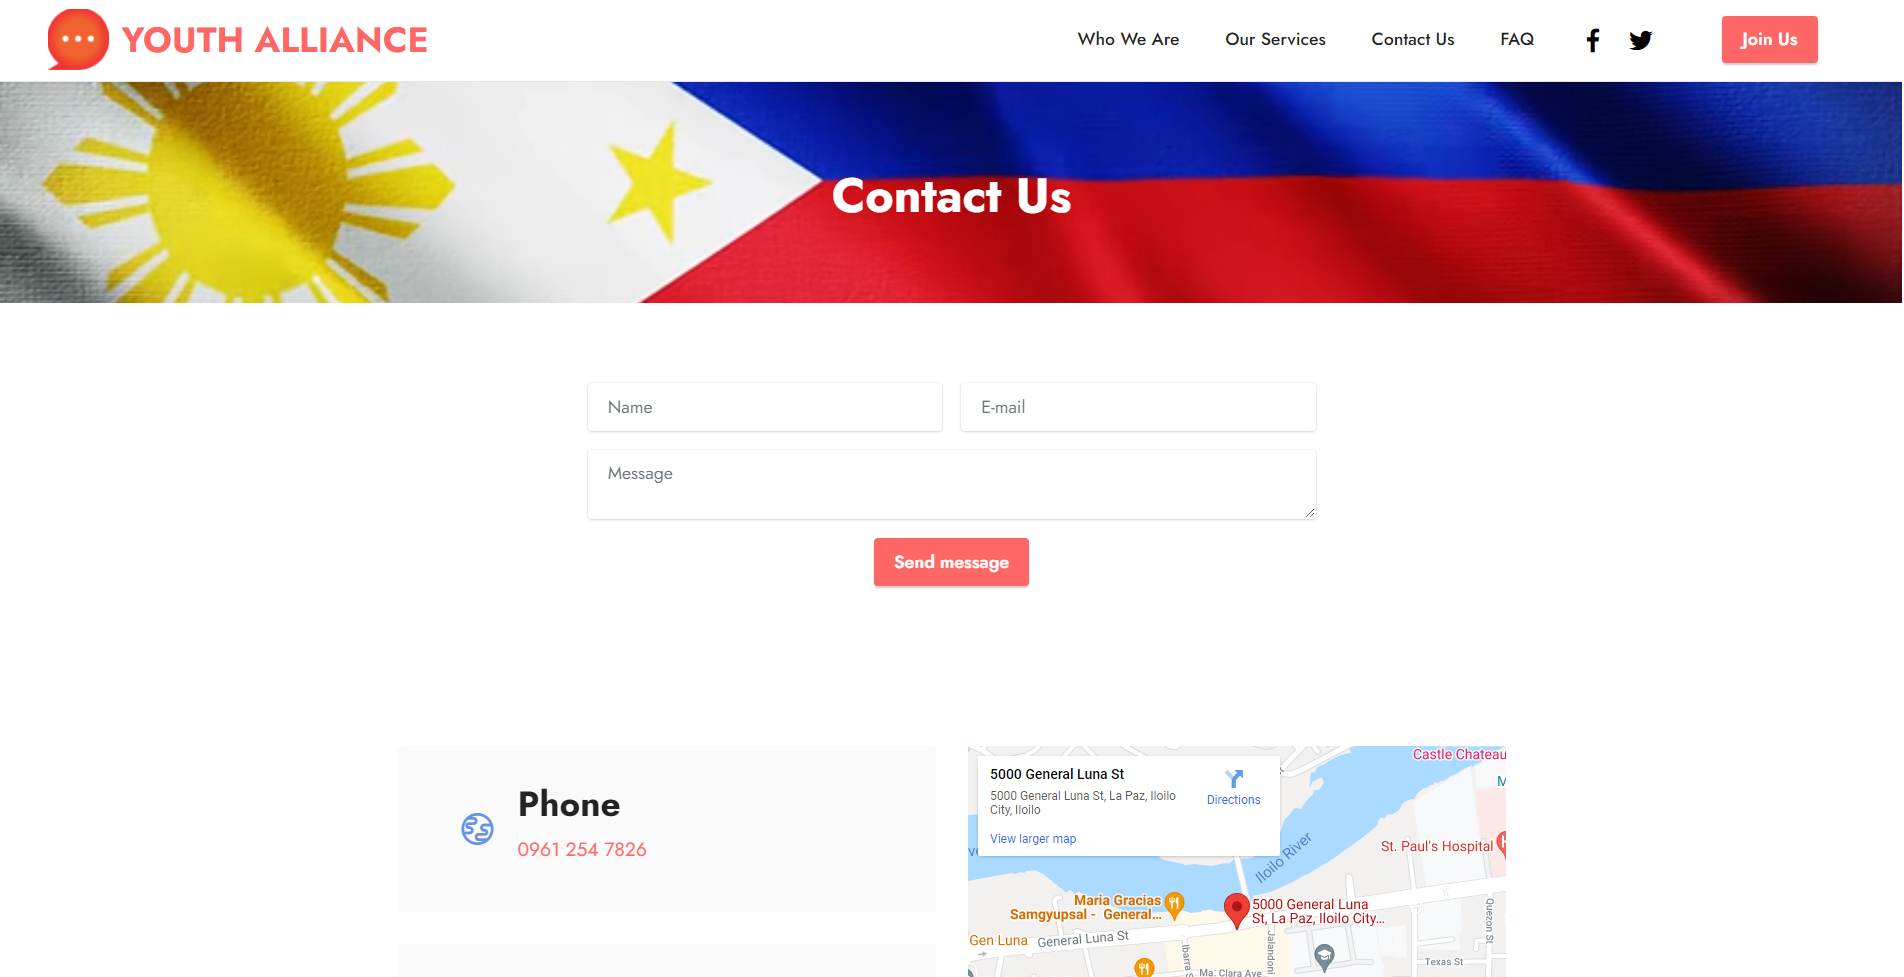 YOUTH ALLIANCE
Who We Are
Our Services
Contact Us
FAQ
Join Us
Contact Us
Name
E-mail
Message
Send message
Phone
0961 254 7826
5000 General Luna St
5000 General Luna St, La Paz, Iloilo
City, Iloilo
Directions
View larger map
Castle Chateau
M
Iloilo River
St. Paul's Hospital
Maria Gracias
Samgyupsal - General...
5000 General Luna
St, La Paz, Iloilo City...
Gen Luna
General Luna St
Ibarra S
Jalandoni
Quezon St
Ma. Clara Ave
Texas St